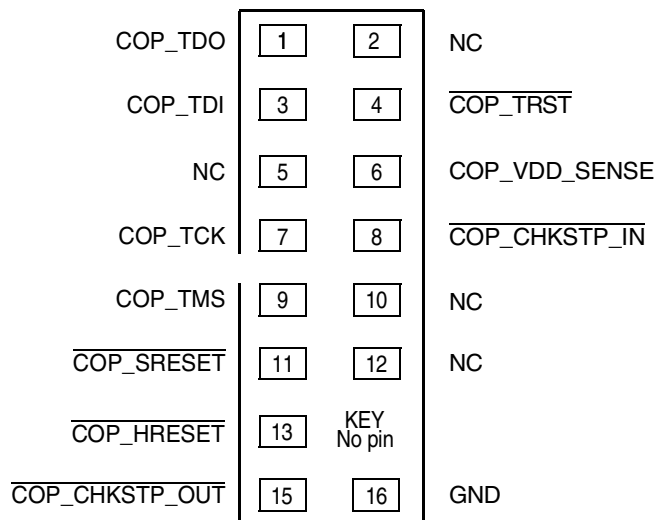 COP_TDO 1 2 NC
COP_TDI 3 4 COP_TRST
NC 5 6 COP_VDD_SENSE
COP_TCK 7 8 COP_CHKSTP_IN
COP_TMS 9 10 NC
COP_SRESET 11 12 NC
COP_HRESET 13 KEY
No pin
COP_CHKSTP_OUT 15 16 GND